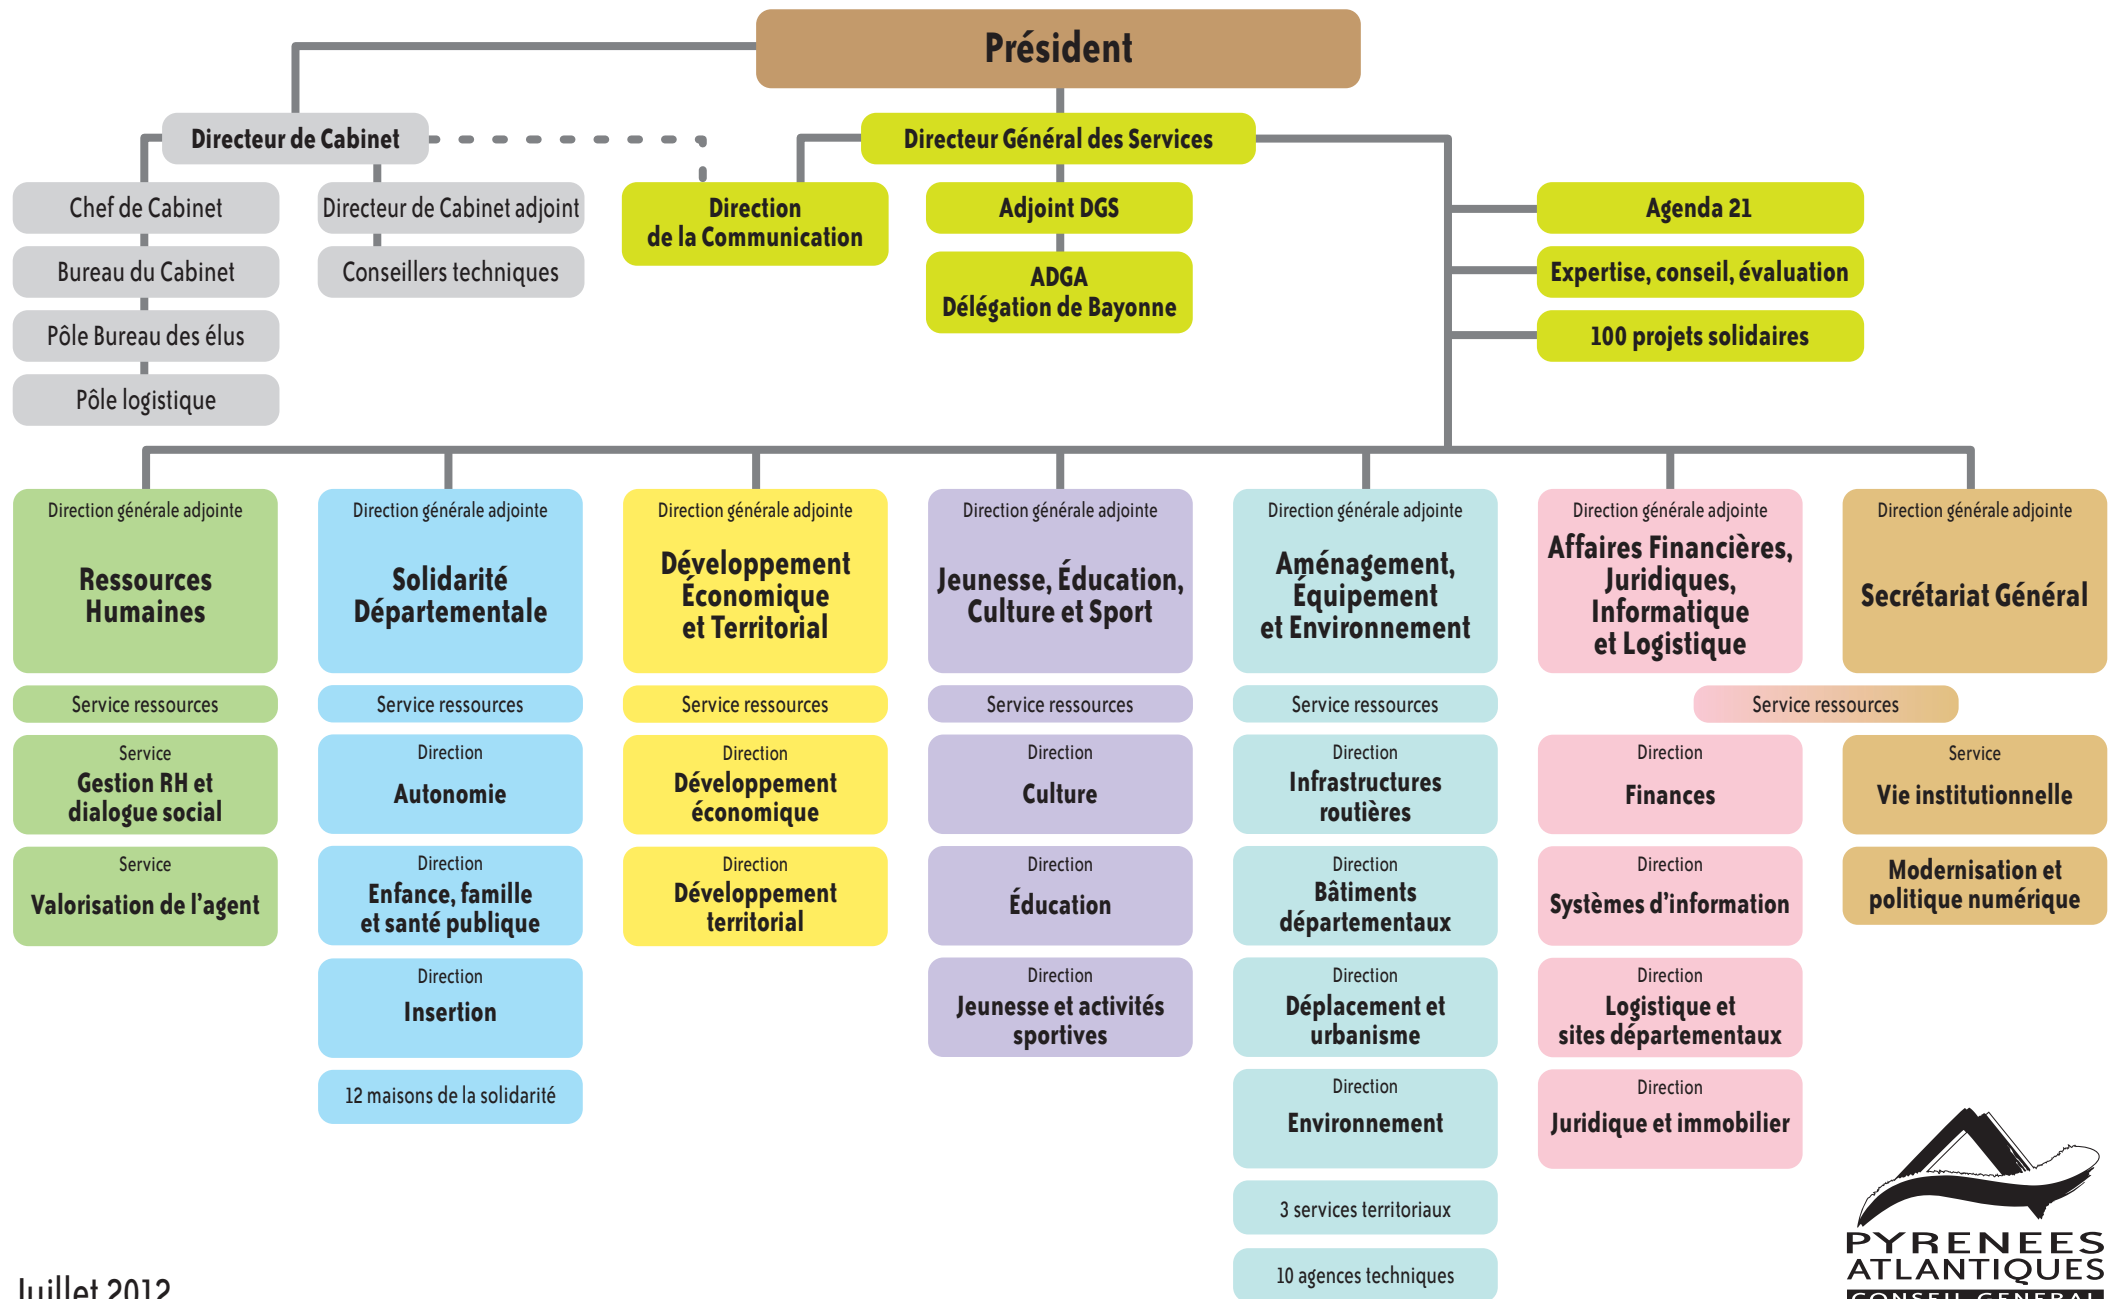 Président
Directeur de Cabinet
Directeur Général des Services
Chef de Cabinet
Bureau du Cabinet
Pôle Bureau des élus
Pôle logistique
Directeur de Cabinet adjoint
Conseillers techniques
Direction
de la Communication
Adjoint DGS
ADGA
Délégation de Bayonne
Agenda 21
Expertise, conseil, évaluation
100 projets solidaires
Direction générale adjointe
Ressources
Humaines
Service ressources
Service
Gestion RH et
dialogue social
Service
Valorisation de l'agent
Direction générale adjointe
Solidarité
Départementale
Service ressources
Direction
Autonomie
Direction
Enfance, famille
et santé publique
Direction
Insertion
12 maisons de la solidarité
Direction générale adjointe
Développement
Économique
et Territorial
Service ressources
Direction
Développement
économique
Direction
Développement
territorial
Direction générale adjointe
Jeunesse, Éducation,
Culture et Sport
Service ressources
Direction
Culture
Direction
Éducation
Direction
Jeunesse et activités
sportives
Direction générale adjointe
Aménagement,
Équipement
et Environnement
Service ressources
Direction
Infrastructures
routières
Direction
Bâtiments
départementaux
Direction
Déplacement et
urbanisme
Direction
Environnement
3 services territoriaux
10 agences techniques
Direction générale adjointe
Affaires Financières,
Juridiques,
Informatique
et Logistique
Service ressources
Direction
Finances
Direction
Systèmes d'information
Direction
Logistique et
sites départementaux
Direction
Juridique et immobilier
Direction générale adjointe
Secrétariat Général
Service
Vie institutionnelle
Modernisation et
politique numérique
Juillet 2012
PYRENEES
ATLANTIQUES
CONSEIL GENERAL